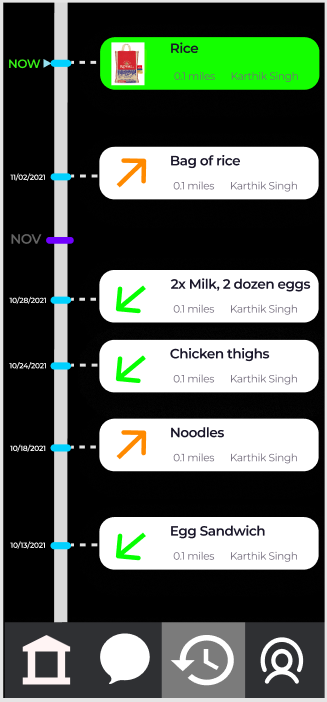 Rice
NOW
0.1 miles Karthik Singh
Bag of rice
11/02/2021
0.1 miles Karthik Singh
NOV
2x Milk, 2 dozen eggs
10/28/2021
0.1 miles Karthik Singh
Chicken thighs
10/24/2021
0.1 miles Karthik Singh
Noodles
10/18/2021
0.1 miles Karthik Singh
Egg Sandwich
10/13/2021
0.1 miles Karthik Singh